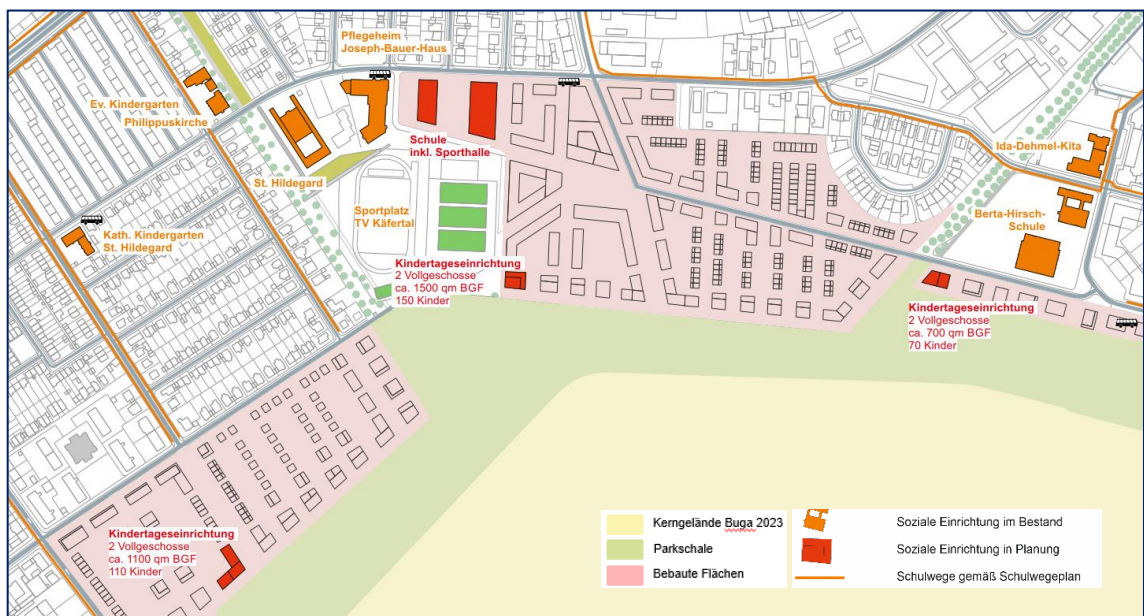 Pflegeheim
Joseph-Bauer-Haus
Ev. Kindergarten
Philippuskirche
Schule
inkl. Sporthalle
Ida-Dehmel-Kita
St. Hildegard
Sportplatz
TV Käfertal
Berta-Hirsch-
Schule
Kath. Kindergarten
St. Hildegard
Kindertageseinrichtung
2 Vollgeschosse
ca. 1500 qm BGF
150 Kinder
Kindertageseinrichtung
2 Vollgeschosse
ca. 700 qm BGF
70 Kinder
Kindertageseinrichtung
2 Vollgeschosse
ca. 1100 qm BGF
110 Kinder
Kerngelände Buga 2023
Parkschale
Bebaute Flächen
Soziale Einrichtung im Bestand
Soziale Einrichtung in Planung
Schulwege gemäß Schulwegeplan